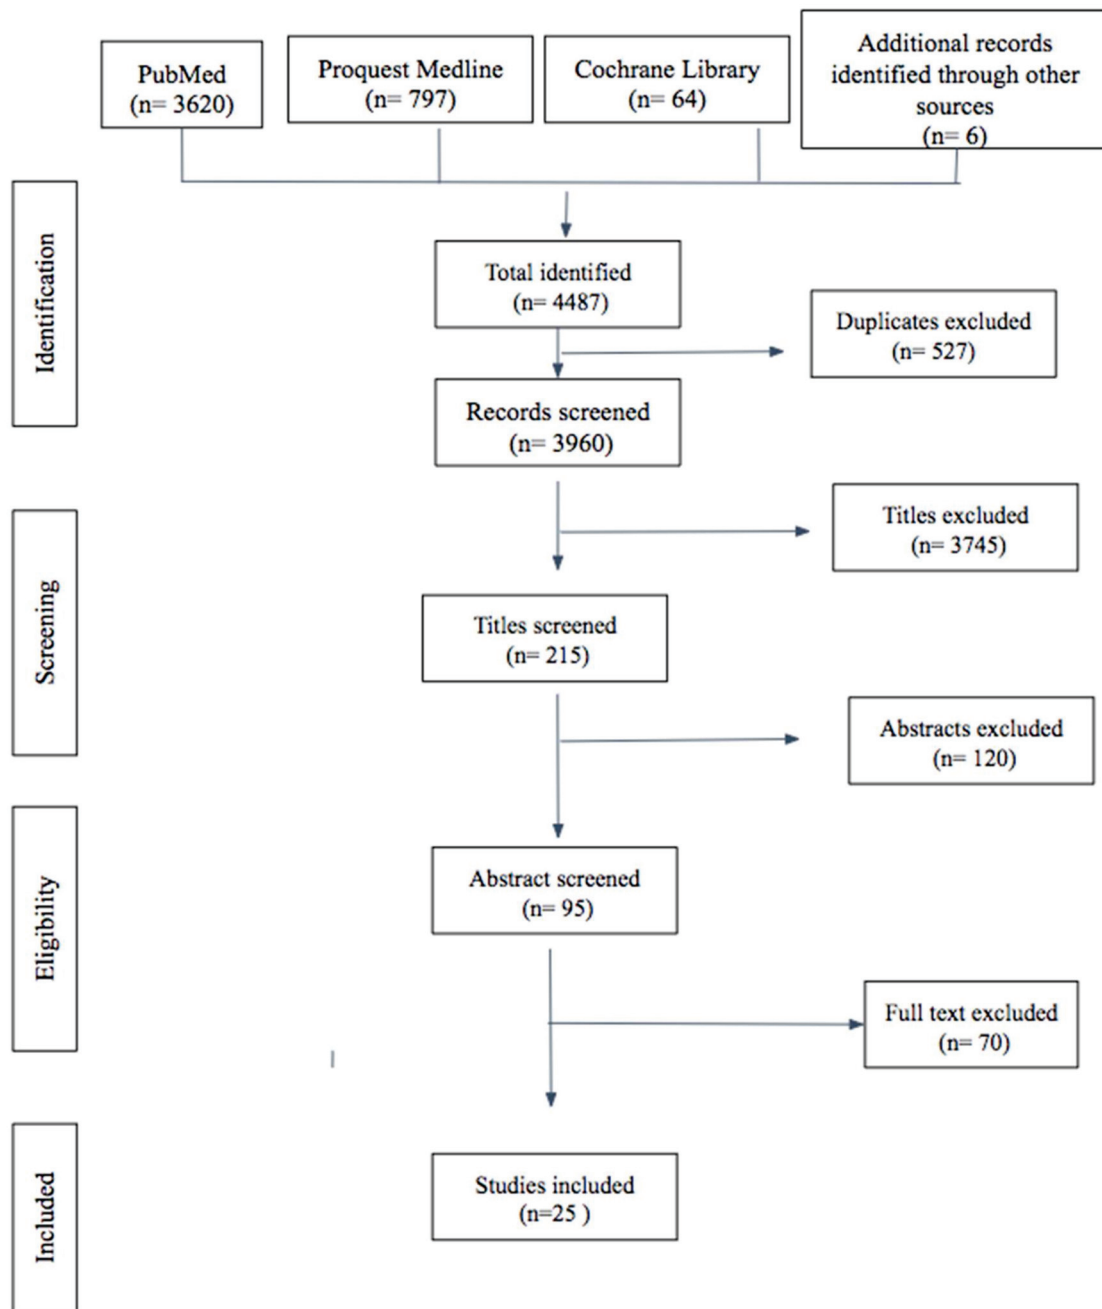 PubMed
(n= 3620)
Proquest Medline
(n= 797)
Cochrane Library
(n= 64)
Additional records
identified through other
sources
(n= 6)
Identification
Total identified
(n= 4487)
Duplicates excluded
(n= 527)
Records screened
(n= 3960)
Screening
Titles excluded
(n= 3745)
Titles screened
(n= 215)
Abstracts excluded
(n= 120)
Eligibility
Abstract screened
(n= 95)
Full text excluded
(n= 70)
Included
Studies included
(n=25 )